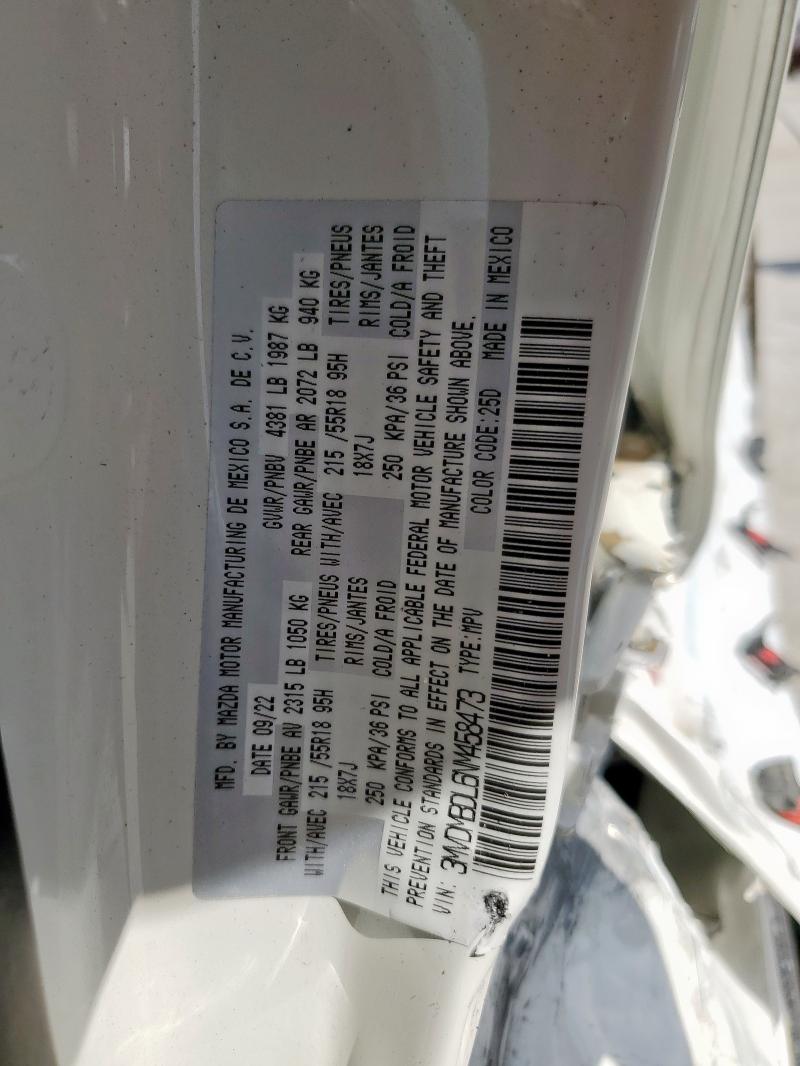 MFD. BY MAZDA MOTOR MANUFACTURING DE MEXICO S.A. DE C.V.
DATE 09/22 GVWR/PNBV 4381 LB 1987 KG
FRONT GAWR/PNBE AV 2315 LB 1050 KG REAR GAWR/PNBE AR 2072 LB 940 KG
WITH/AVEC 215 /55R18 95H TIRES/PNEUS WITH/AVEC 215 /55R18 95H TIRES/PNEUS
18X7J RIMS/JANTES 18X7J RIMS/JANTES
250 KPA/36 PSI COLD/A FROID 250 KPA/36 PSI COLD/A FROID
THIS VEHICLE CONFORMS TO ALL APPLICABLE FEDERAL MOTOR VEHICLE SAFETY AND THEFT
PREVENTION STANDARDS IN EFFECT ON THE DATE OF MANUFACTURE SHOWN ABOVE.
VIN: 3MVDMBDL6NM458473 TYPE:MPV COLOR CODE:25D MADE IN MEXICO